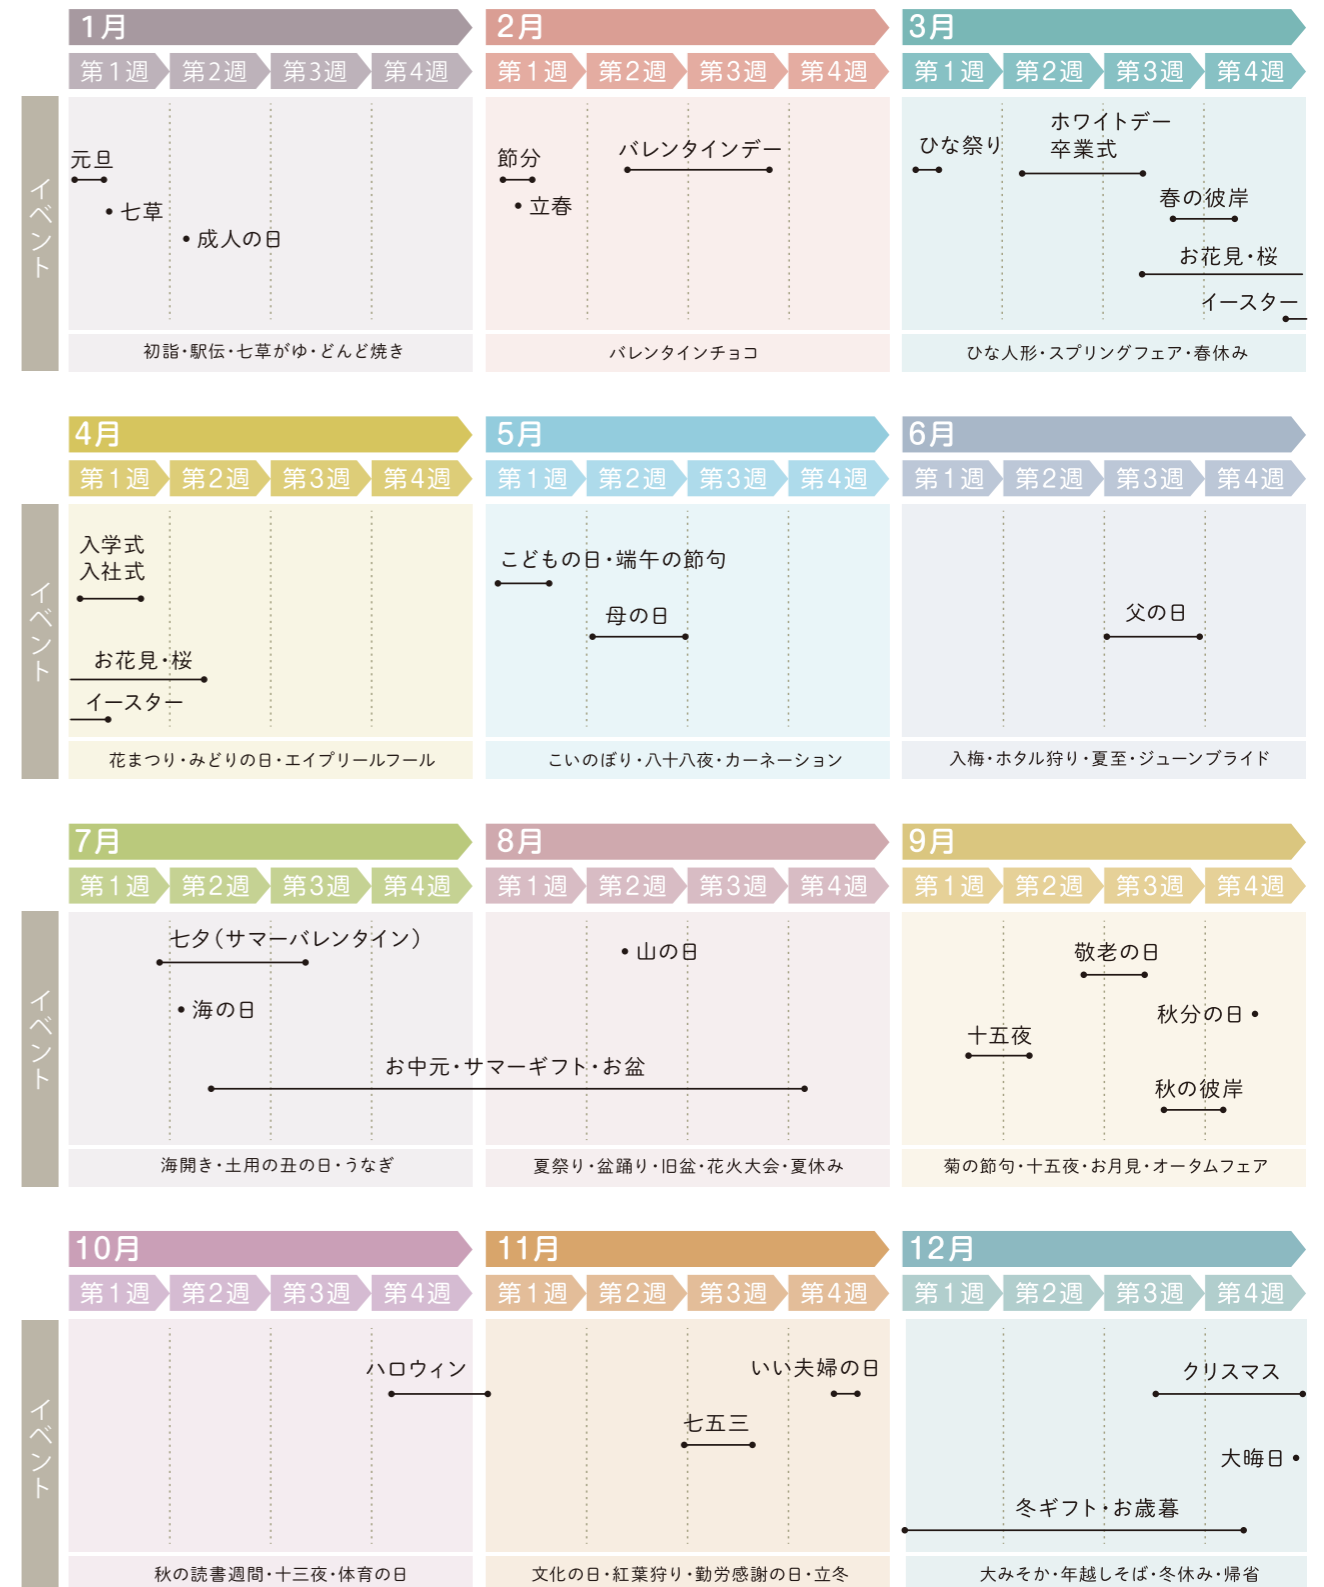 1月
第1週 第2週 第3週 第4週
イベント
元旦
七草
成人の日
初詣・駅伝・七草がゆ・どんど焼き
2月
第1週 第2週 第3週 第4週
節分
立春
バレンタインデー
バレンタインチョコ
3月
第1週 第2週 第3週 第4週
ひな祭り
ホワイトデー
卒業式
春の彼岸
お花見・桜
イースター
ひな人形・スプリングフェア・春休み
4月
第1週 第2週 第3週 第4週
イベント
入学式
入社式
お花見・桜
イースター
花まつり・みどりの日・エイプリールフール
5月
第1週 第2週 第3週 第4週
こどもの日・端午の節句
母の日
こいのぼり・八十八夜・カーネーション
6月
第1週 第2週 第3週 第4週
父の日
入梅・ホタル狩り・夏至・ジューンブライド
7月
第1週 第2週 第3週 第4週
イベント
七夕(サマーバレンタイン)
海の日
お中元・サマーギフト・お盆
海開き・土用の丑の日・うなぎ
8月
第1週 第2週 第3週 第4週
山の日
夏祭り・盆踊り・旧盆・花火大会・夏休み
9月
第1週 第2週 第3週 第4週
敬老の日
秋分の日
十五夜
秋の彼岸
菊の節句・十五夜・お月見・オータムフェア
10月
第1週 第2週 第3週 第4週
イベント
ハロウィン
秋の読書週間・十三夜・体育の日
11月
第1週 第2週 第3週 第4週
いい夫婦の日
七五三
文化の日・紅葉狩り・勤労感謝の日・立冬
12月
第1週 第2週 第3週 第4週
クリスマス
大晦日
冬ギフト・お歳暮
大みそか・年越しそば・冬休み・帰省